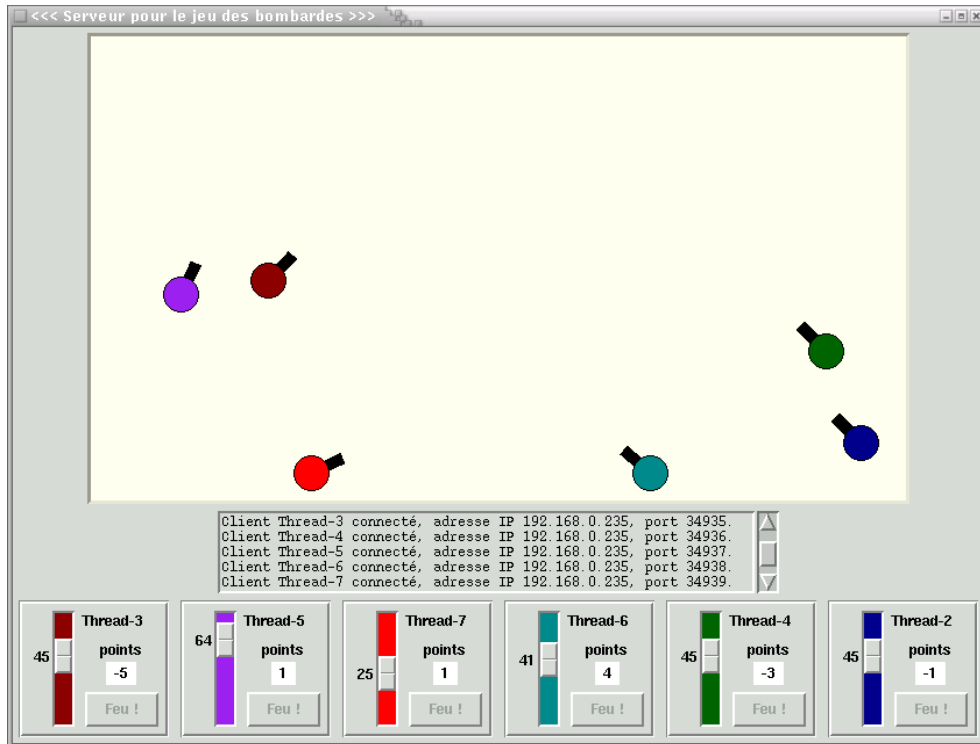 <<< Serveur pour le jeu des bombardes >>>
Client Thread-3 connecté, adresse IP 192.168.0.235, port 34935.
Client Thread-4 connecté, adresse IP 192.168.0.235, port 34936.
Client Thread-5 connecté, adresse IP 192.168.0.235, port 34937.
Client Thread-6 connecté, adresse IP 192.168.0.235, port 34938.
Client Thread-7 connecté, adresse IP 192.168.0.235, port 34939.
Thread-3
45
points
-5
Feu !
Thread-5
64
points
1
Feu !
Thread-7
25
points
1
Feu !
Thread-6
41
points
4
Feu !
Thread-4
45
points
-3
Feu !
Thread-2
45
points
-1
Feu !